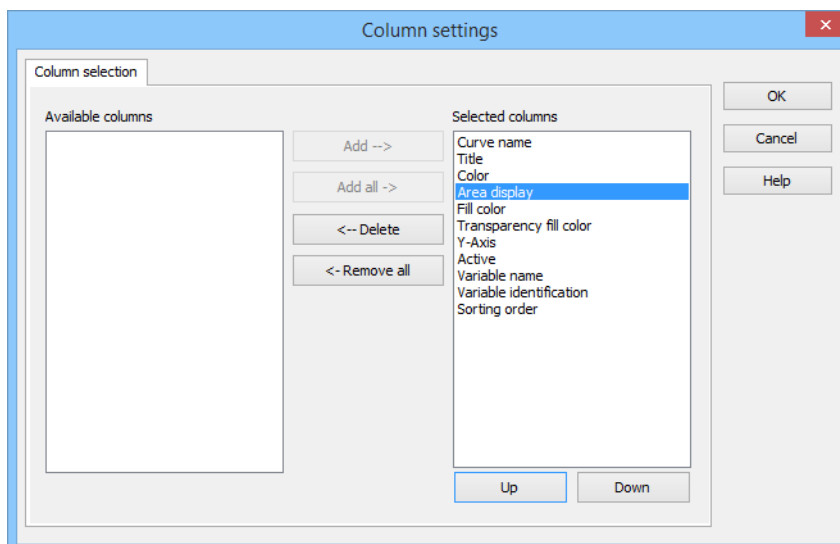 Column settings
Column selection
Available columns
Add -->
Add all ->
<-- Delete
<- Remove all
Selected columns
Curve name
Title
Color
Area display
Fill color
Transparency fill color
Y-Axis
Active
Variable name
Variable identification
Sorting order
Up
Down
OK
Cancel
Help